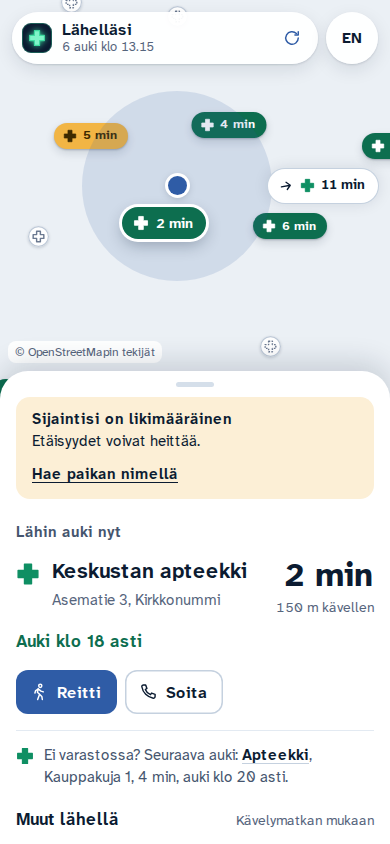 Lähelläsi
6 auki klo 13.15
EN
5 min
4 min
11 min
2 min
6 min
© OpenStreetMapin tekijät
Sijaintisi on likimääräinen
Etäisyydet voivat heittää.
Hae paikan nimellä
Lähin auki nyt
Keskustan apteekki
2 min
Asematie 3, Kirkkonummi
150 m kävellen
Auki klo 18 asti
Reitti
Soita
Ei varastossa? Seuraava auki: Apteekki,
Kauppakuja 1, 4 min, auki klo 20 asti.
Muut lähellä
Kävelymatkan mukaan